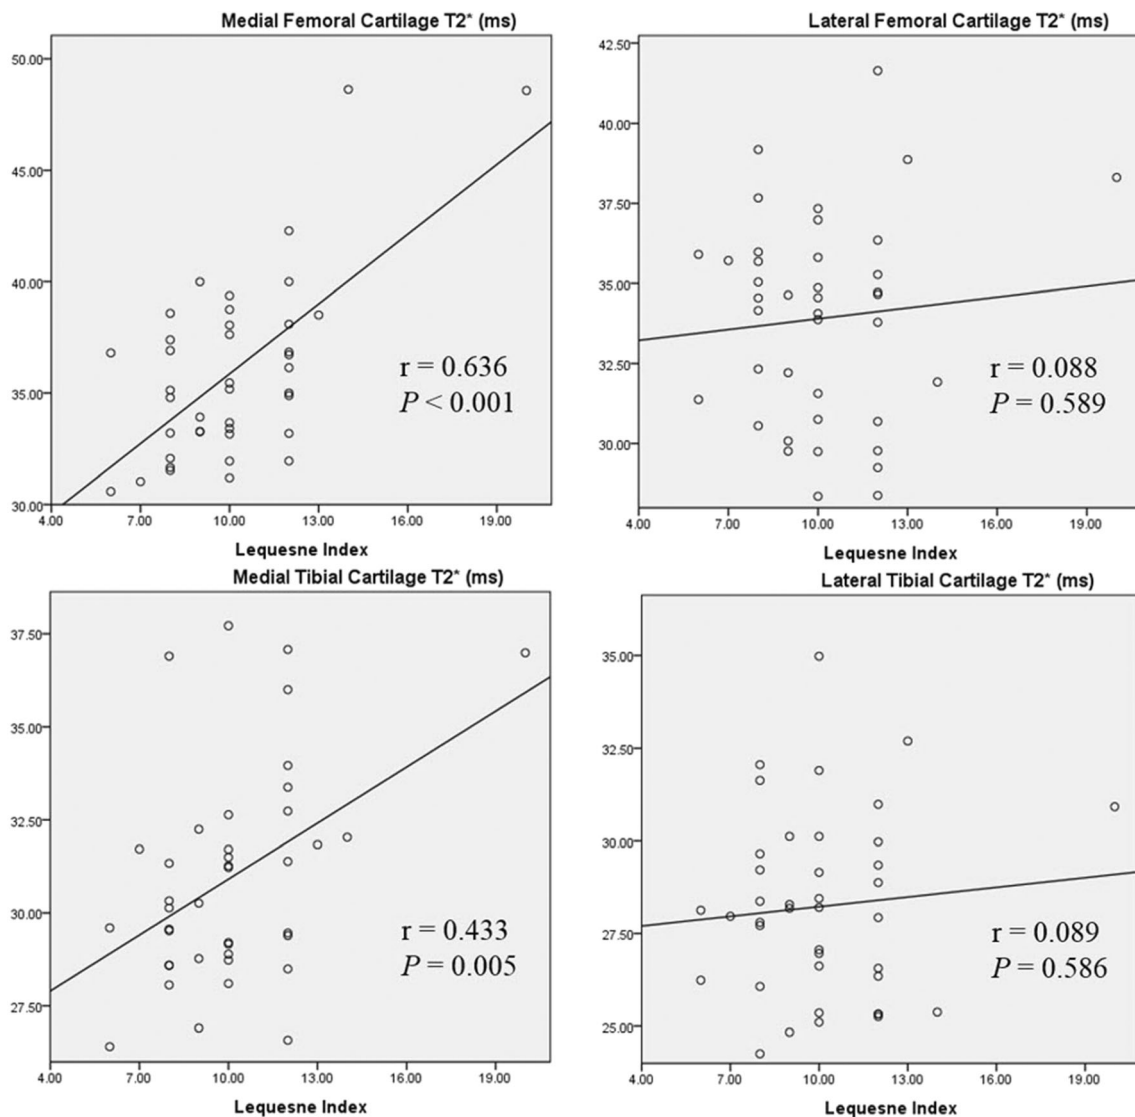 Medial Femoral Cartilage T2* (ms)
50.00
45.00
40.00
35.00
30.00
r = 0.636
P < 0.001
4.00 7.00 10.00 13.00 16.00 19.00
Lequesne Index
Lateral Femoral Cartilage T2* (ms)
42.50
40.00
37.50
35.00
32.50
30.00
r = 0.088
P = 0.589
4.00 7.00 10.00 13.00 16.00 19.00
Lequesne Index
Medial Tibial Cartilage T2* (ms)
37.50
35.00
32.50
30.00
27.50
r = 0.433
P = 0.005
4.00 7.00 10.00 13.00 16.00 19.00
Lequesne Index
Lateral Tibial Cartilage T2* (ms)
35.00
32.50
30.00
27.50
25.00
r = 0.089
P = 0.586
4.00 7.00 10.00 13.00 16.00 19.00
Lequesne Index